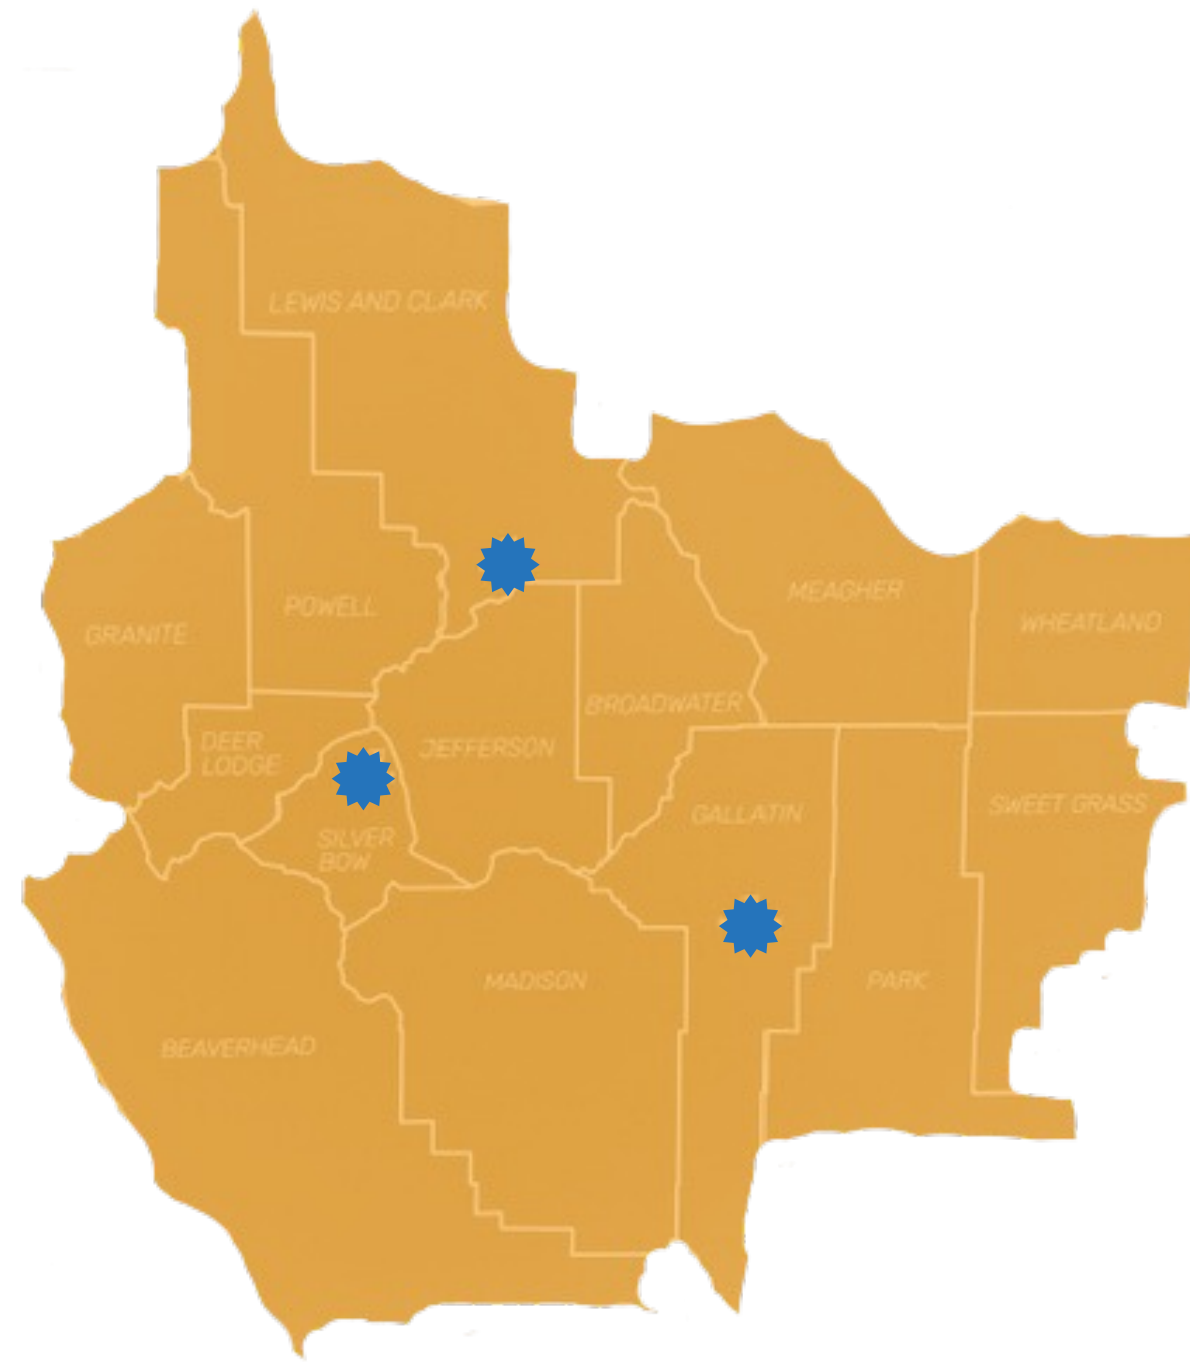 LEWIS AND CLARK
MEAGHER
POWELL
WHEATLAND
GRANITE
BROADWATER
DEER
LODGE
JEFFERSON
SWEET GRASS
GALLATIN
SILVER
BOW
MADISON
PARK
BEAVERHEAD